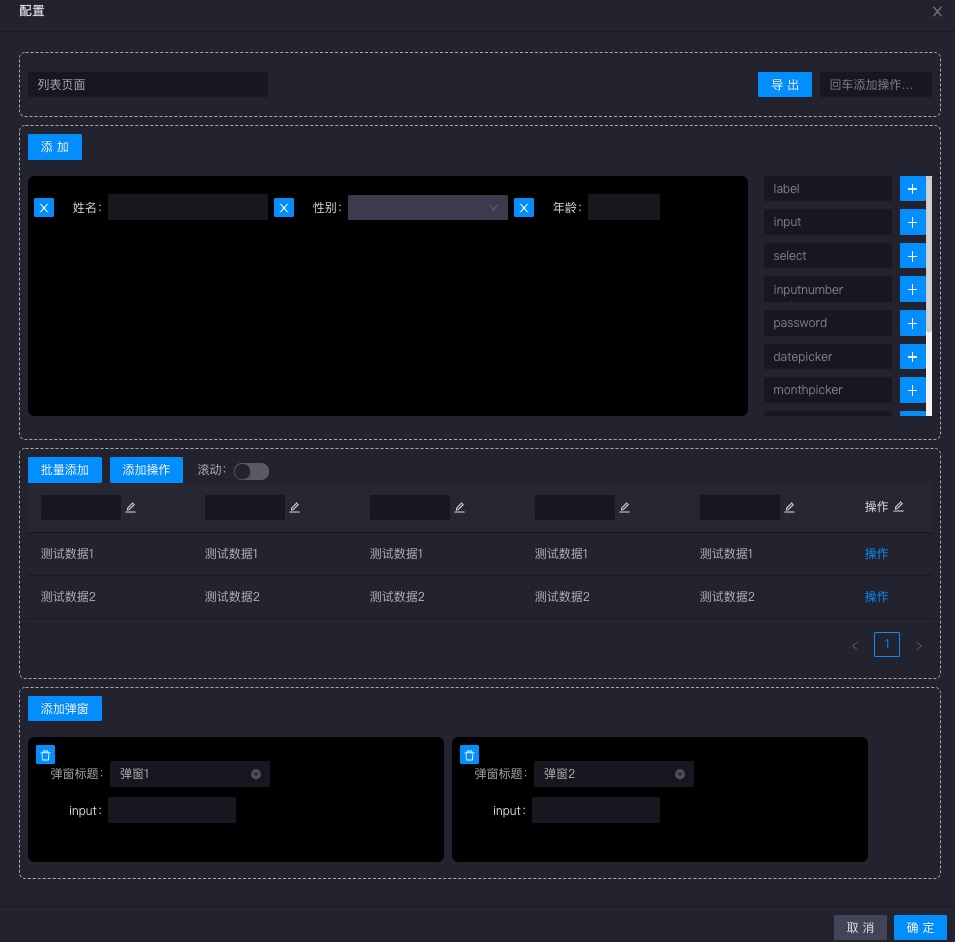 配置
列表页面
导 出
回车添加操作...
添 加
姓名:
性别:
年龄:
label
input
select
inputnumber
password
datepicker
monthpicker
批量添加
添加操作
滚动:
操作
测试数据1 测试数据1 测试数据1 测试数据1 测试数据1 操作
测试数据2 测试数据2 测试数据2 测试数据2 测试数据2 操作
< 1 >
添加弹窗
弹窗标题: 弹窗1
input:
弹窗标题: 弹窗2
input:
取 消
确 定